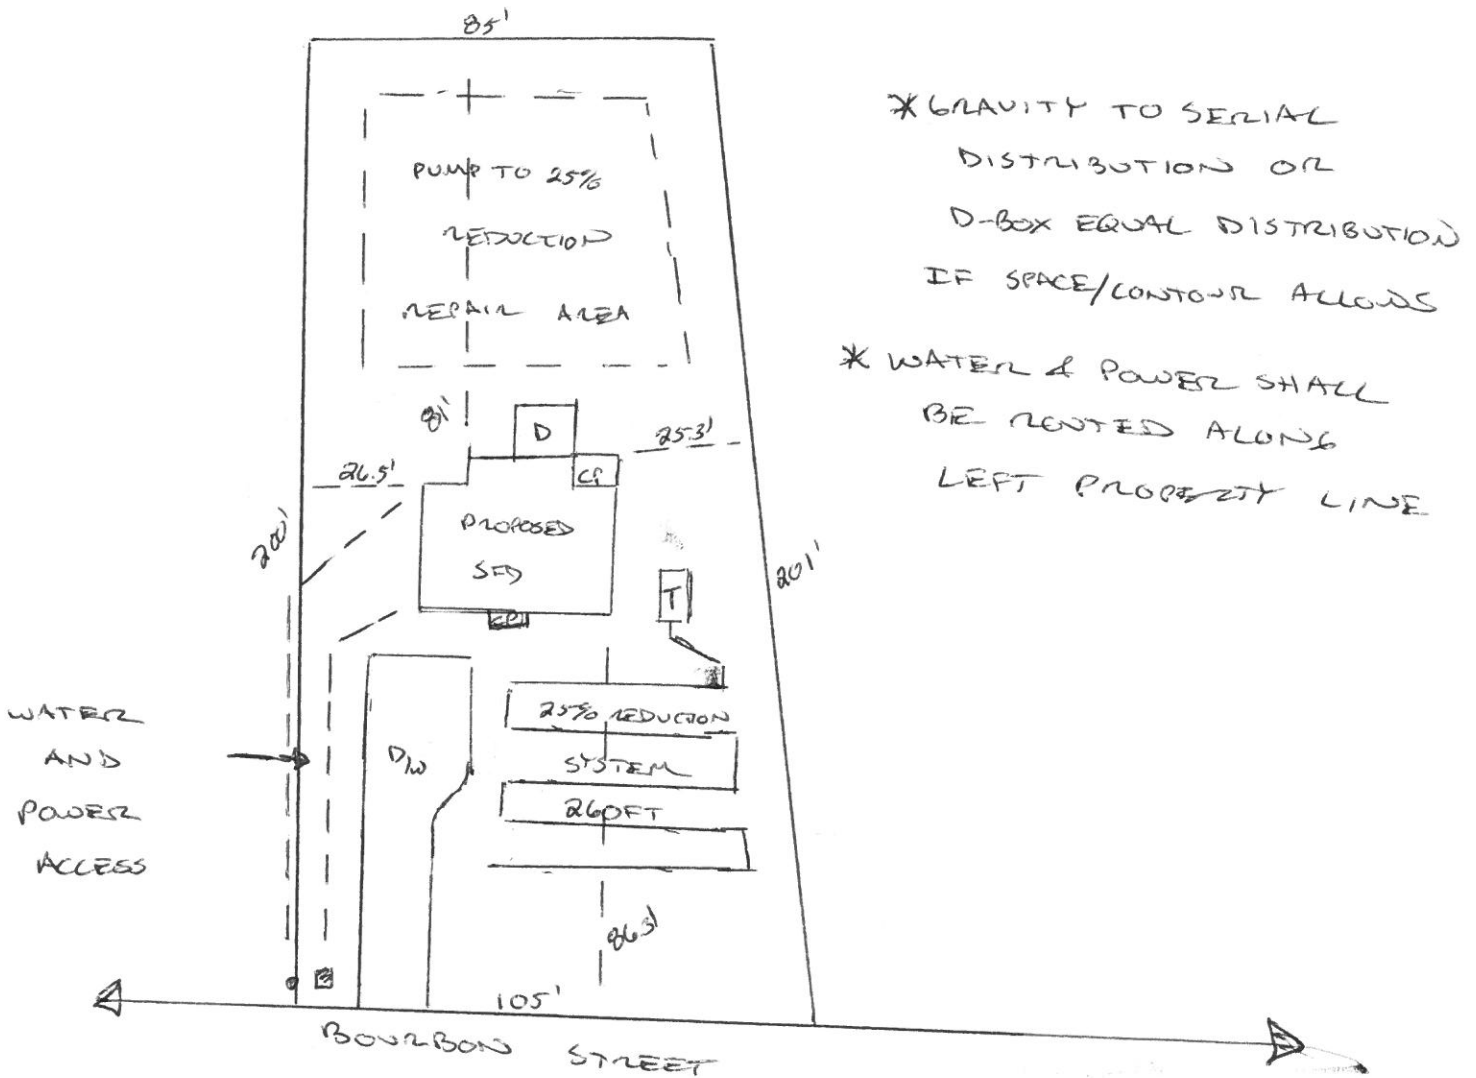 85'
PUMP TO 25%
REDUCTION
REPAIR AREA
* GRAVITY TO SERIAL
DISTRIBUTION OR
D-BOX EQUAL DISTRIBUTION
IF SPACE/CONTOUR ALLOWS
* WATER & POWER SHALL
BE ROUTED ALONG
LEFT PROPERTY LINE
81'
D
25.3'
26.5'
CP
PROPOSED
SFD
200'
201'
T
CP
25% REDUCTION
SYSTEM
260FT
D/W
WATER
AND
POWER
ACCESS
86.3'
105'
BOURBON STREET